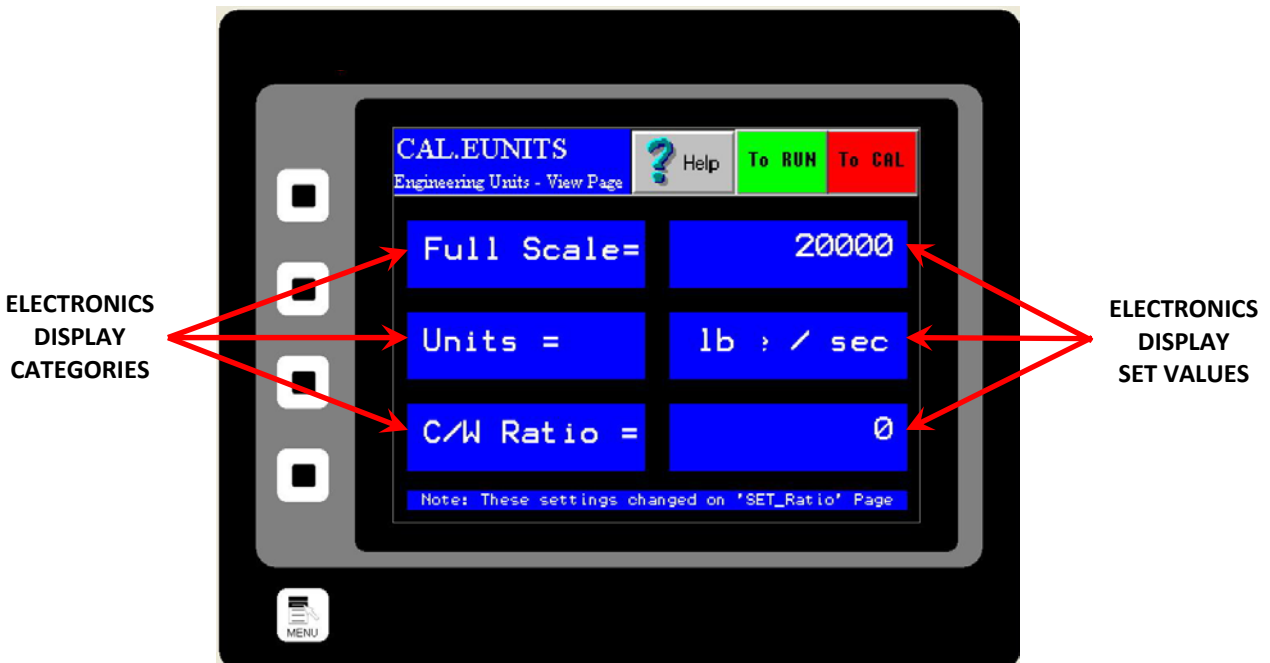 CAL.EUNITS
Engineering Units - View Page
Help
To RUN
To CAL
Full Scale=
20000
Units =
lb › / sec
C/W Ratio =
0
Note: These settings changed on 'SET_Ratio' Page
ELECTRONICS
DISPLAY
CATEGORIES
ELECTRONICS
DISPLAY
SET VALUES
MENU